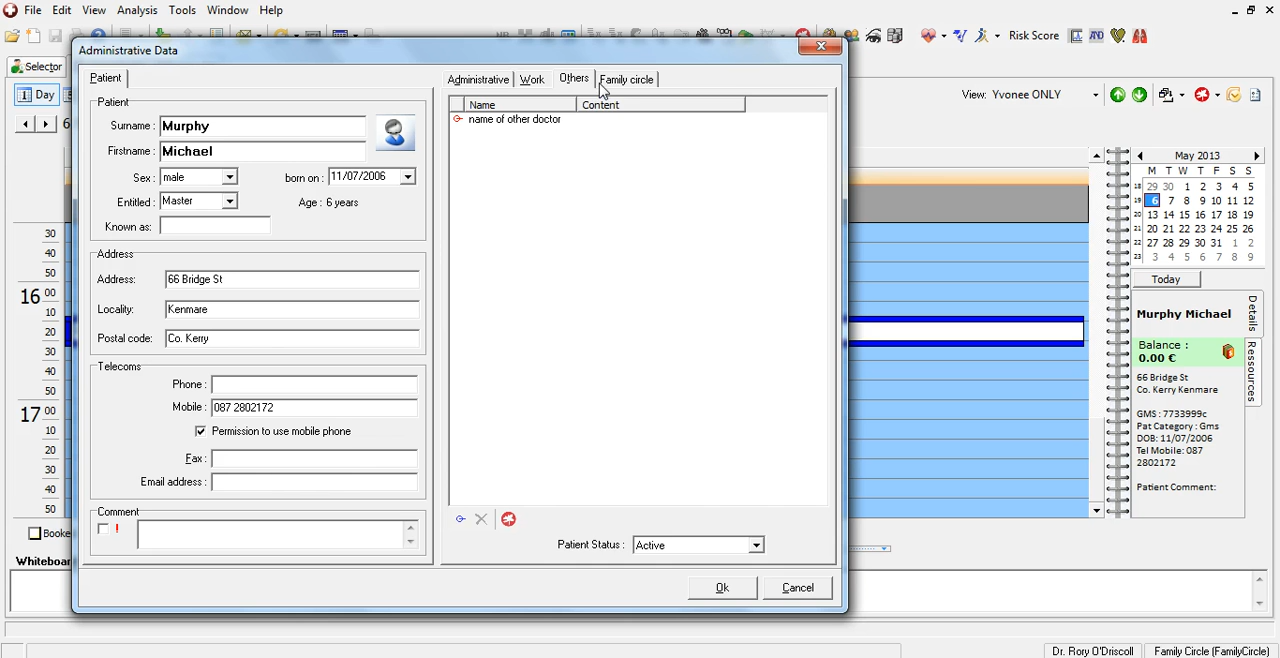 File Edit View Analysis Tools Window Help
Risk Score
Administrative Data
Selector
Day
View: Yvonee ONLY
Patient
Administrative Work Others Family circle
Patient
Name Content
name of other doctor
Surname : Murphy
Firstname : Michael
Sex : male born on : 11/07/2006
Entitled : Master Age : 6 years
Known as:
Address
Address: 66 Bridge St
Locality: Kenmare
Postal code: Co. Kerry
Telecoms
Phone :
Mobile : 087 2802172
Permission to use mobile phone
Fax :
Email address :
Comment
!
Patient Status : Active
Ok Cancel
6
30
40
50
16 00
10
20
30
40
50
17 00
10
20
30
40
50
May 2013
M T W T F S S
18 29 30 1 2 3 4 5
19 6 7 8 9 10 11 12
20 13 14 15 16 17 18 19
21 20 21 22 23 24 25 26
22 27 28 29 30 31 1 2
23 3 4 5 6 7 8 9
Today
Murphy Michael
Balance :
0.00 €
66 Bridge St
Co. Kerry Kenmare
GMS : 7733999c
Pat Category : Gms
DOB: 11/07/2006
Tel Mobile: 087
2802172
Patient Comment:
Details
Ressources
Booke
Whiteboar
Dr. Rory O'Driscoll Family Circle (FamilyCircle)